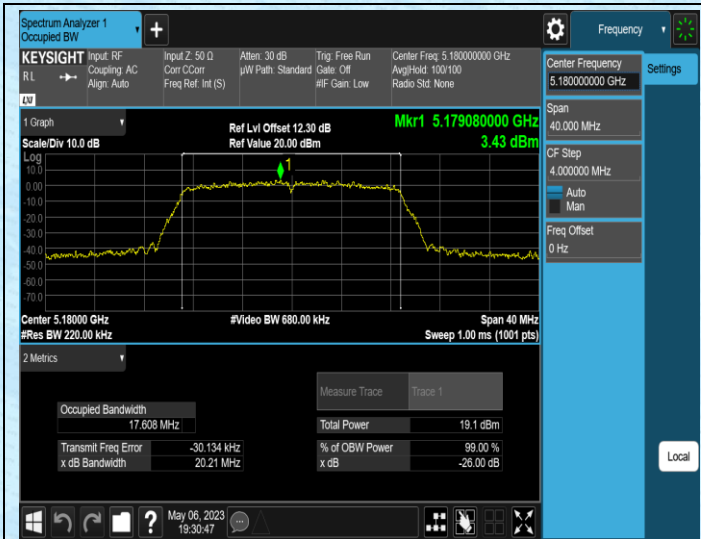 Spectrum Analyzer 1
Occupied BW
Frequency
KEYSIGHT
RL
LXI
Input: RF
Coupling: AC
Align: Auto
Input Z: 50 Ω
Corr CCorr
Freq Ref: Int (S)
Atten: 30 dB
µW Path: Standard
Trig: Free Run
Gate: Off
#IF Gain: Low
Center Freq: 5.180000000 GHz
Avg|Hold: 100/100
Radio Std: None
Center Frequency
5.180000000 GHz
Settings
Span
40.000 MHz
CF Step
4.000000 MHz
Auto
Man
Freq Offset
0 Hz
1 Graph
Scale/Div 10.0 dB
Ref Lvl Offset 12.30 dB
Ref Value 20.00 dBm
Mkr1 5.179080000 GHz
3.43 dBm
Log
10.0
0.00
-10.0
-20.0
-30.0
-40.0
-50.0
-60.0
-70.0
1
Center 5.18000 GHz
#Res BW 220.00 kHz
#Video BW 680.00 kHz
Span 40 MHz
Sweep 1.00 ms (1001 pts)
2 Metrics
Measure Trace Trace 1
Occupied Bandwidth
17.608 MHz
Total Power 19.1 dBm
Transmit Freq Error -30.134 kHz
% of OBW Power 99.00 %
x dB Bandwidth 20.21 MHz
x dB -26.00 dB
Local
May 06, 2023
19:30:47